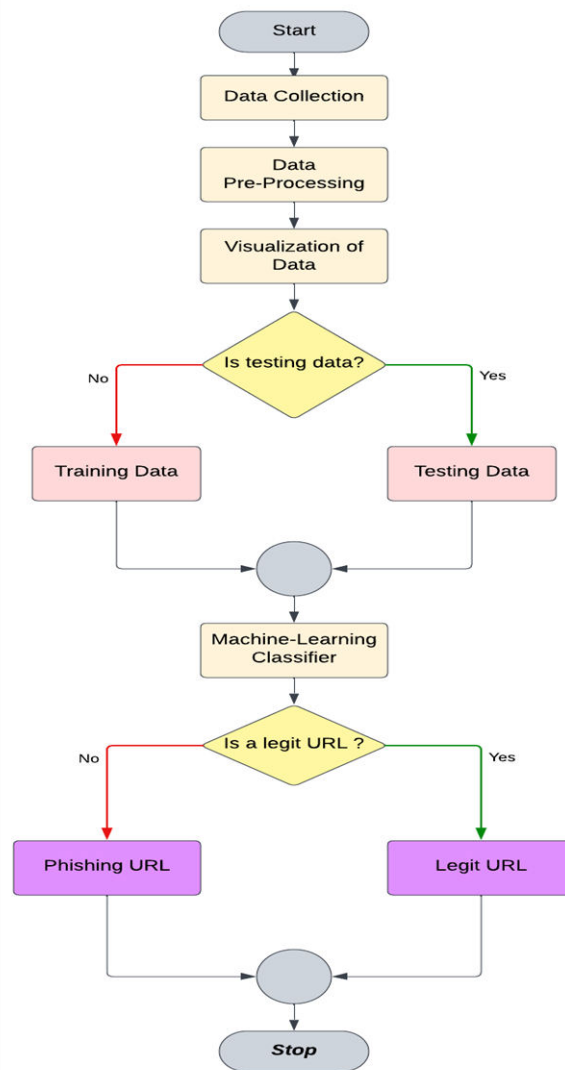 Start
Data Collection
Data
Pre-Processing
Visualization of
Data
Is testing data?
No
Yes
Training Data
Testing Data
Machine-Learning
Classifier
Is a legit URL ?
No
Yes
Phishing URL
Legit URL
Stop